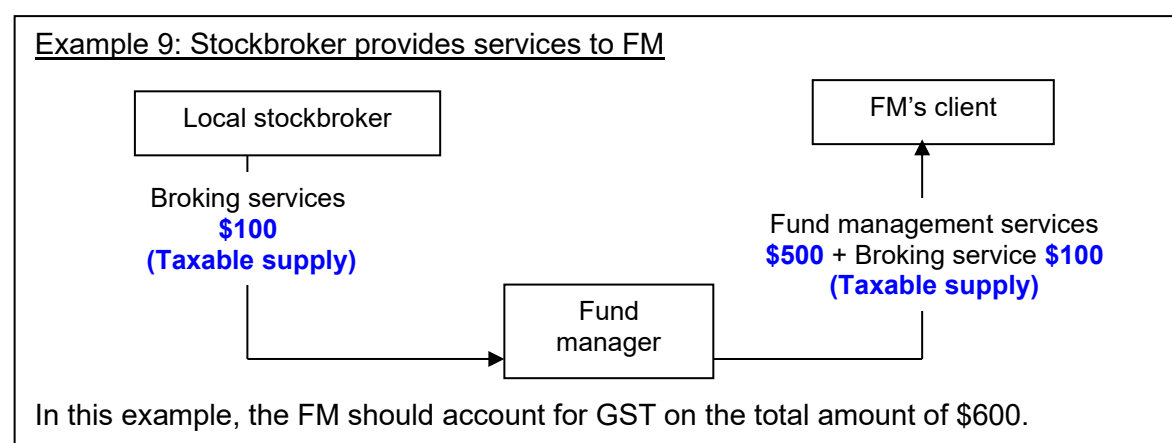 Example 9: Stockbroker provides services to FM
Local stockbroker
FM's client
Broking services
$100
(Taxable supply)
Fund management services
$500 + Broking service $100
(Taxable supply)
Fund
manager
In this example, the FM should account for GST on the total amount of $600.